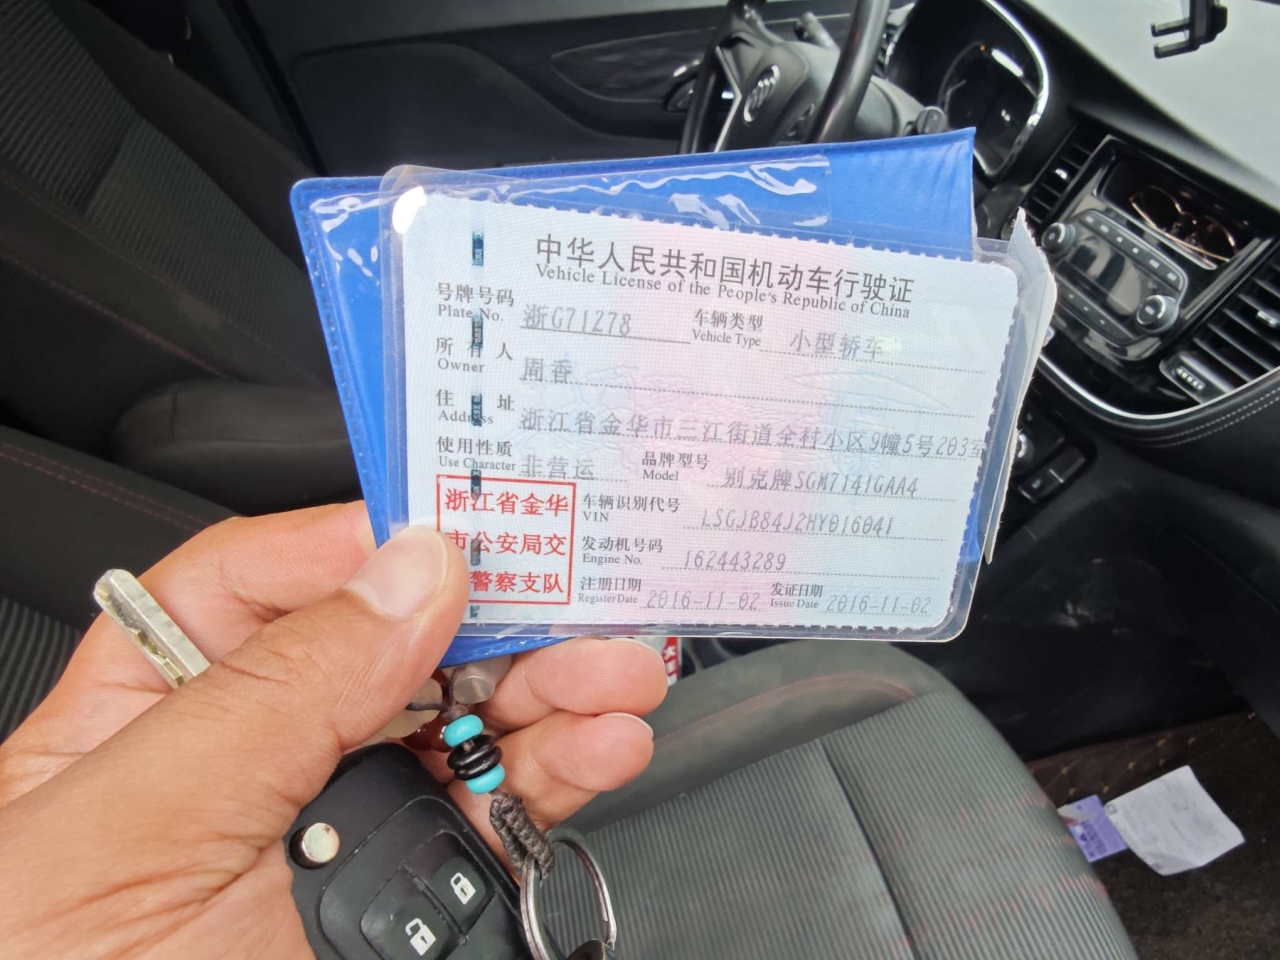 中华人民共和国机动车行驶证
Vehicle License of the People's Republic of China
号牌号码 浙G71Z78 车辆类型 小型轿车
Plate No. Vehicle Type
所有人 周香
Owner
住址 浙江省金华市三江街道全村小区9幢5号203室
Address
使用性质 非营运 品牌型号 别克牌SGM7141GAA4
Use Character Model
浙江省金华 车辆识别代号 LSGJB84J2HY016041
VIN
市公安局交 发动机号码 162443289
Engine No.
警察支队 注册日期 2016-11-02 发证日期 2016-11-02
Register Date Issue Date